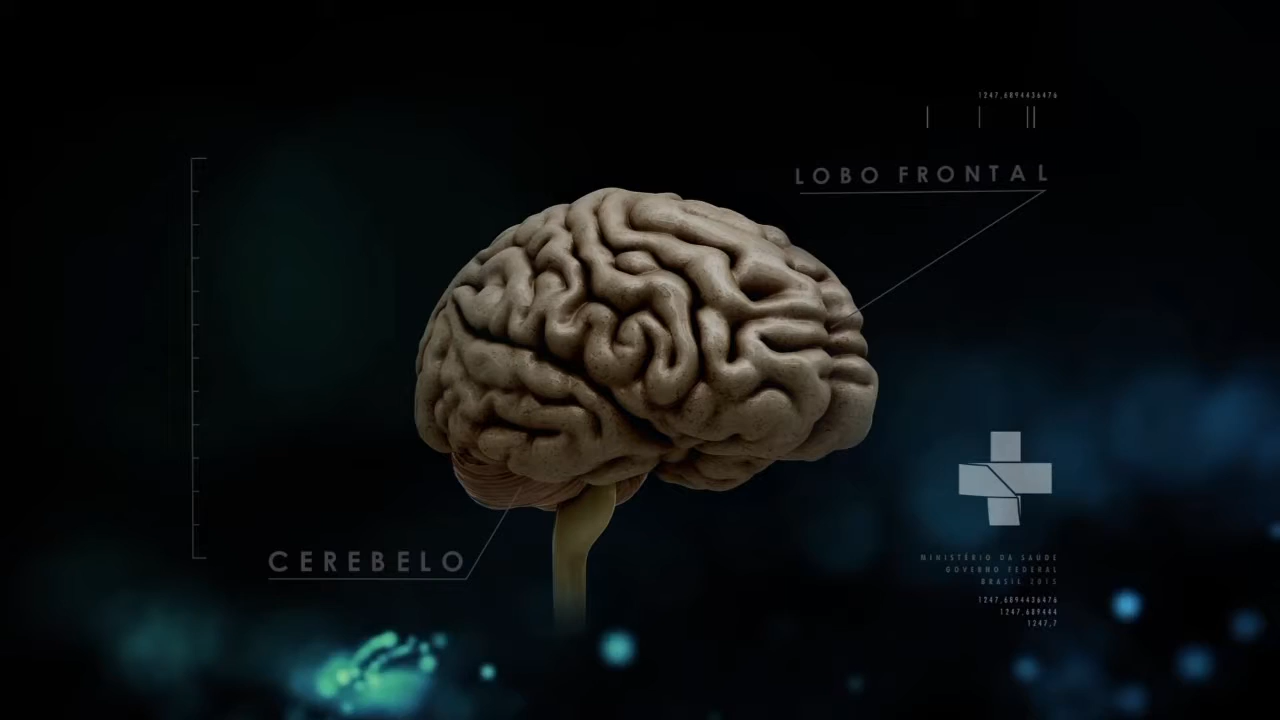 1247,6894436476
LOBO FRONTAL
CEREBELO
MINISTÉRIO DA SAÚDE
GOVERNO FEDERAL
BRASIL 2015
1247,6894436476
1247,689444
1247,7